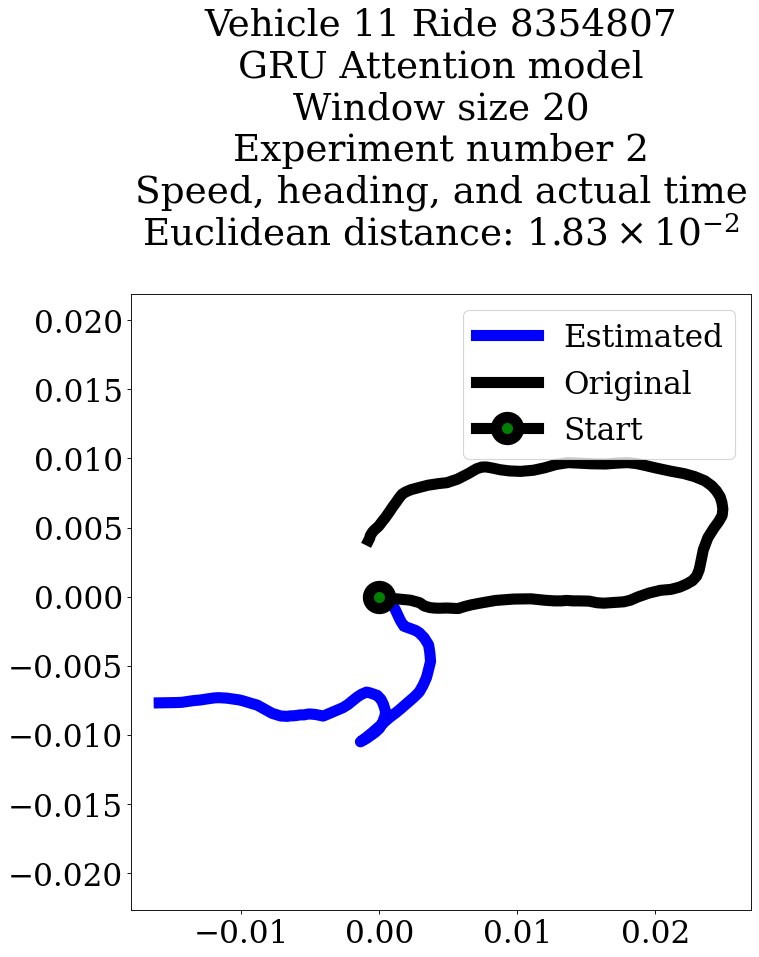 Vehicle 11 Ride 8354807
GRU Attention model
Window size 20
Experiment number 2
Speed, heading, and actual time
Euclidean distance: 1.83 × 10⁻²
Estimated
Original
Start
0.020
0.015
0.010
0.005
0.000
−0.005
−0.010
−0.015
−0.020
−0.01 0.00 0.01 0.02